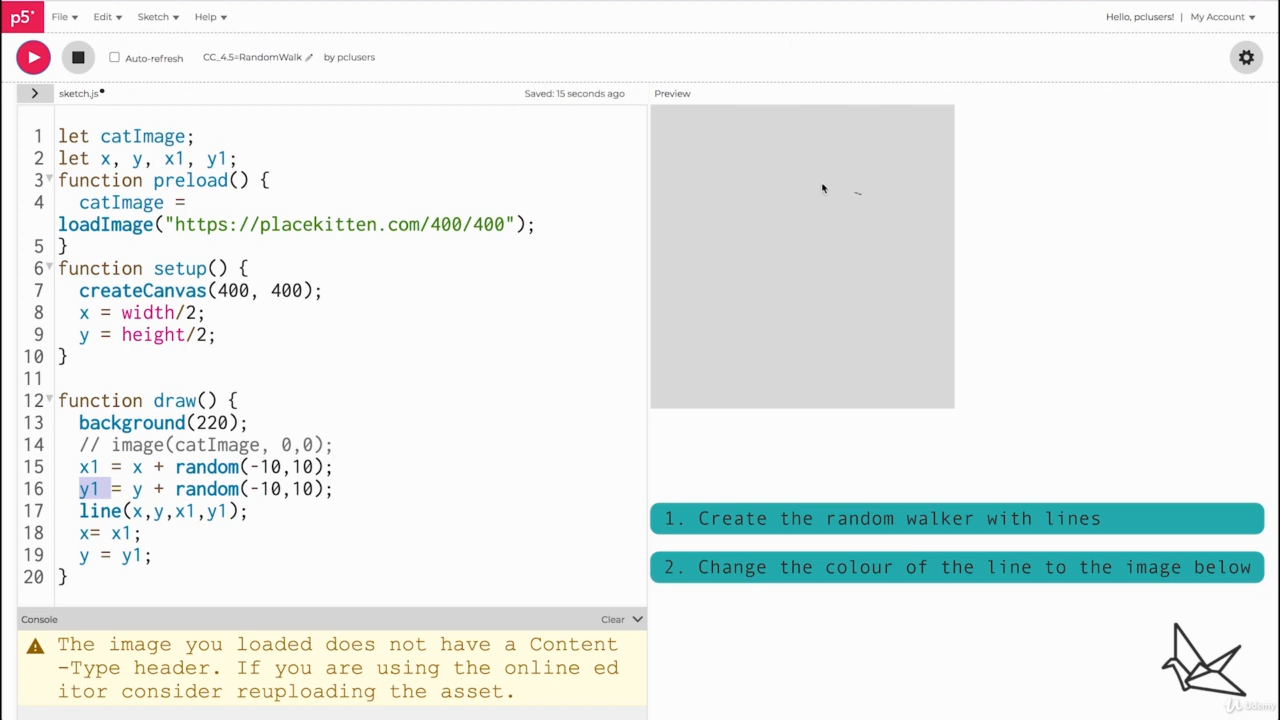 p5* File Edit Sketch Help Hello, pclusers! | My Account
Auto-refresh CC_4.5=RandomWalk by pclusers
sketch.js Saved: 15 seconds ago Preview
1 let catImage;
2 let x, y, x1, y1;
3 function preload() {
4 catImage =
loadImage("https://placekitten.com/400/400");
5 }
6 function setup() {
7 createCanvas(400, 400);
8 x = width/2;
9 y = height/2;
10 }
11
12 function draw() {
13 background(220);
14 // image(catImage, 0,0);
15 x1 = x + random(-10,10);
16 y1 = y + random(-10,10);
17 line(x,y,x1,y1);
18 x= x1;
19 y = y1;
20 }
1. Create the random walker with lines
2. Change the colour of the line to the image below
Console Clear
The image you loaded does not have a Content
-Type header. If you are using the online ed
itor consider reuploading the asset.
Udemy